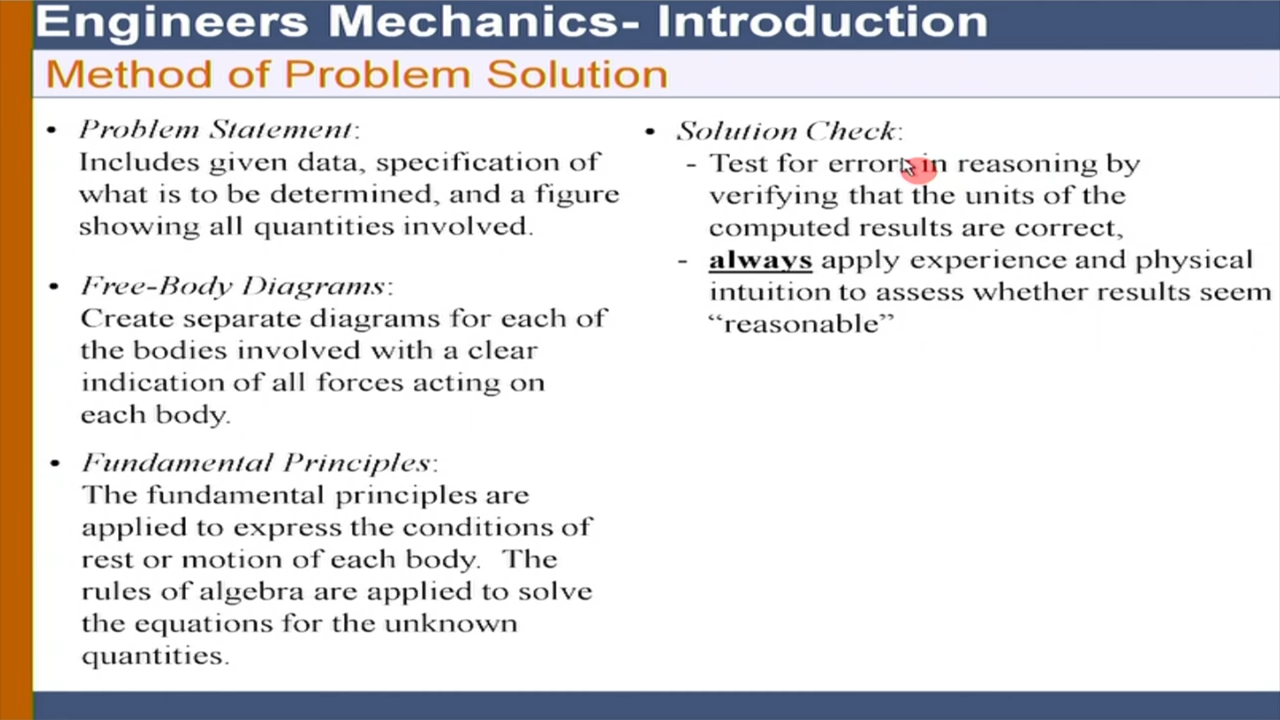 Engineers Mechanics- Introduction
Method of Problem Solution
• Problem Statement:
Includes given data, specification of
what is to be determined, and a figure
showing all quantities involved.
• Free-Body Diagrams:
Create separate diagrams for each of
the bodies involved with a clear
indication of all forces acting on
each body.
• Fundamental Principles:
The fundamental principles are
applied to express the conditions of
rest or motion of each body. The
rules of algebra are applied to solve
the equations for the unknown
quantities.
• Solution Check:
- Test for errors in reasoning by
verifying that the units of the
computed results are correct,
- always apply experience and physical
intuition to assess whether results seem
“reasonable”